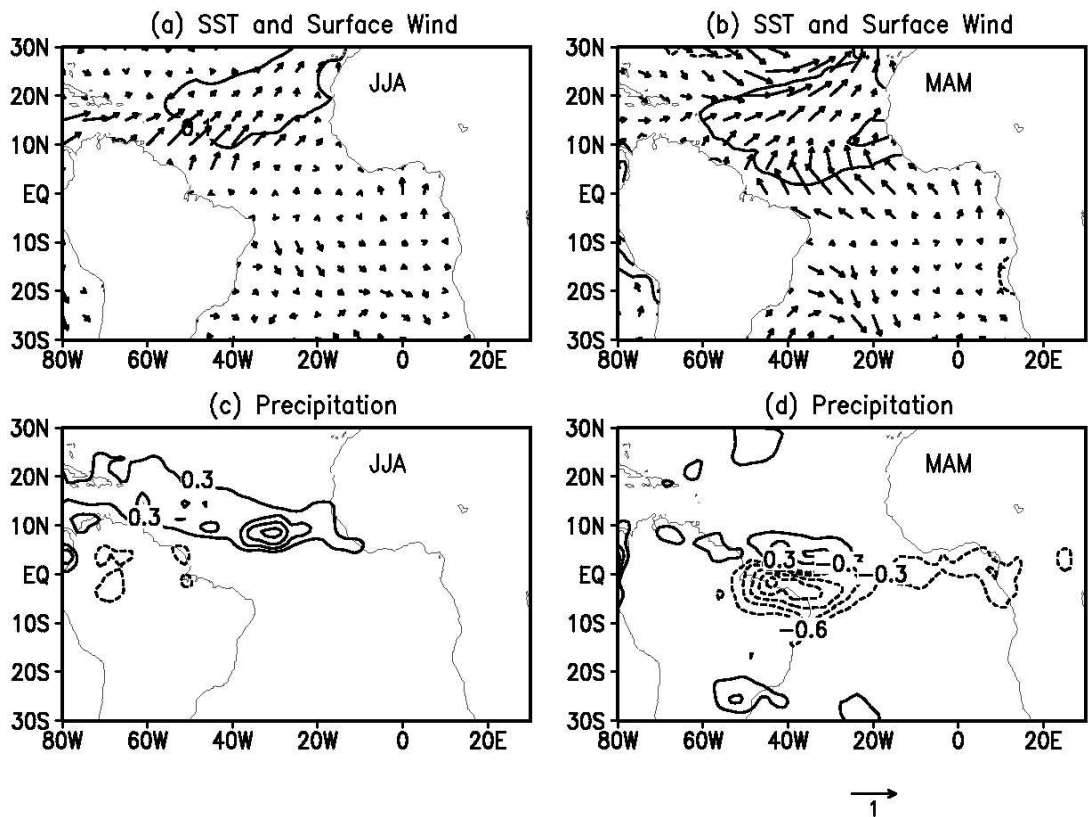 (a) SST and Surface Wind
30N
20N
10N
EQ
10S
20S
30S
JJA
80W 60W 40W 20W 0 20E
(b) SST and Surface Wind
30N
20N
10N
EQ
10S
20S
30S
MAM
80W 60W 40W 20W 0 20E
(c) Precipitation
30N
20N
10N
EQ
10S
20S
30S
JJA
0.3
0.3
80W 60W 40W 20W 0 20E
(d) Precipitation
30N
20N
10N
EQ
10S
20S
30S
MAM
0.3
-0.3
-0.6
80W 60W 40W 20W 0 20E
1